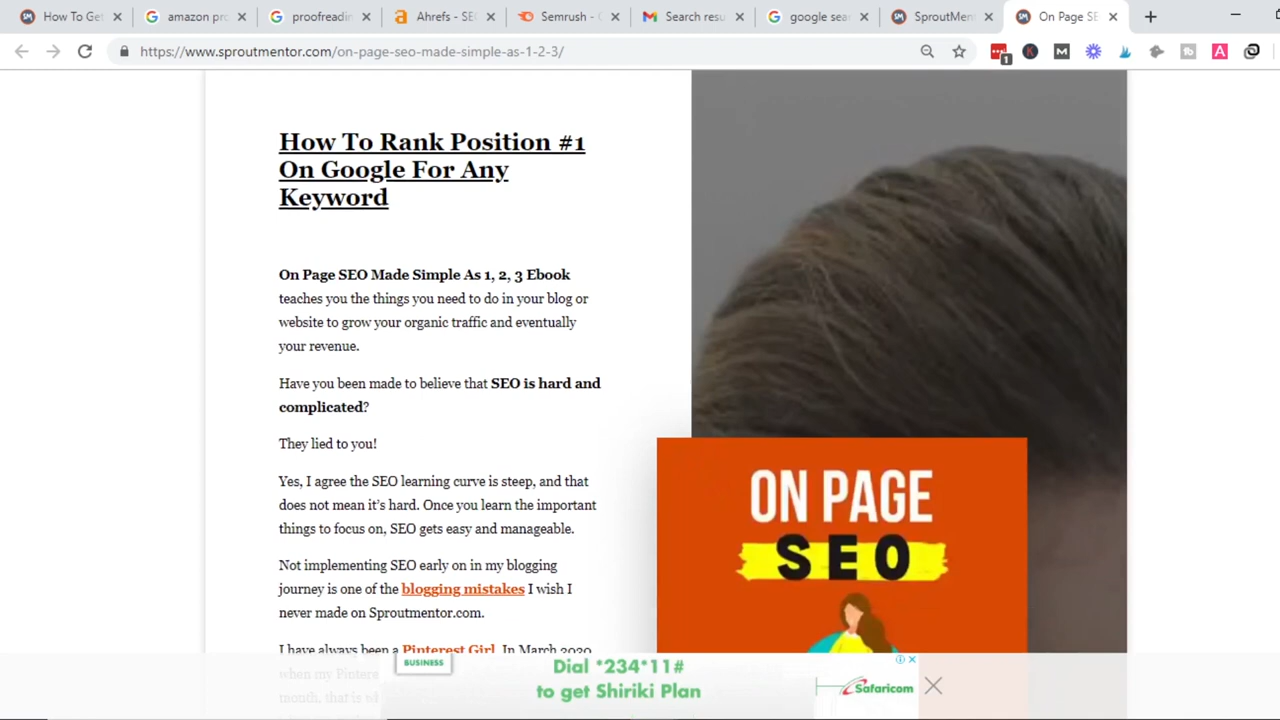 How To Get
amazon pro
proofreadin
Ahrefs - SE
Semrush - 
Search resu
google sea
SproutMen
On Page SE
https://www.sproutmentor.com/on-page-seo-made-simple-as-1-2-3/
1
How To Rank Position #1
On Google For Any
Keyword
On Page SEO Made Simple As 1, 2, 3 Ebook
teaches you the things you need to do in your blog or
website to grow your organic traffic and eventually
your revenue.
Have you been made to believe that SEO is hard and
complicated?
They lied to you!
Yes, I agree the SEO learning curve is steep, and that
does not mean it's hard. Once you learn the important
things to focus on, SEO gets easy and manageable.
Not implementing SEO early on in my blogging
journey is one of the blogging mistakes I wish I
never made on Sproutmentor.com.
I have always been a Pinterest Girl. In March 2020
when my Pintere
month, that is
ON PAGE
SEO
BUSINESS
Dial *234*11#
to get Shiriki Plan
Safaricom